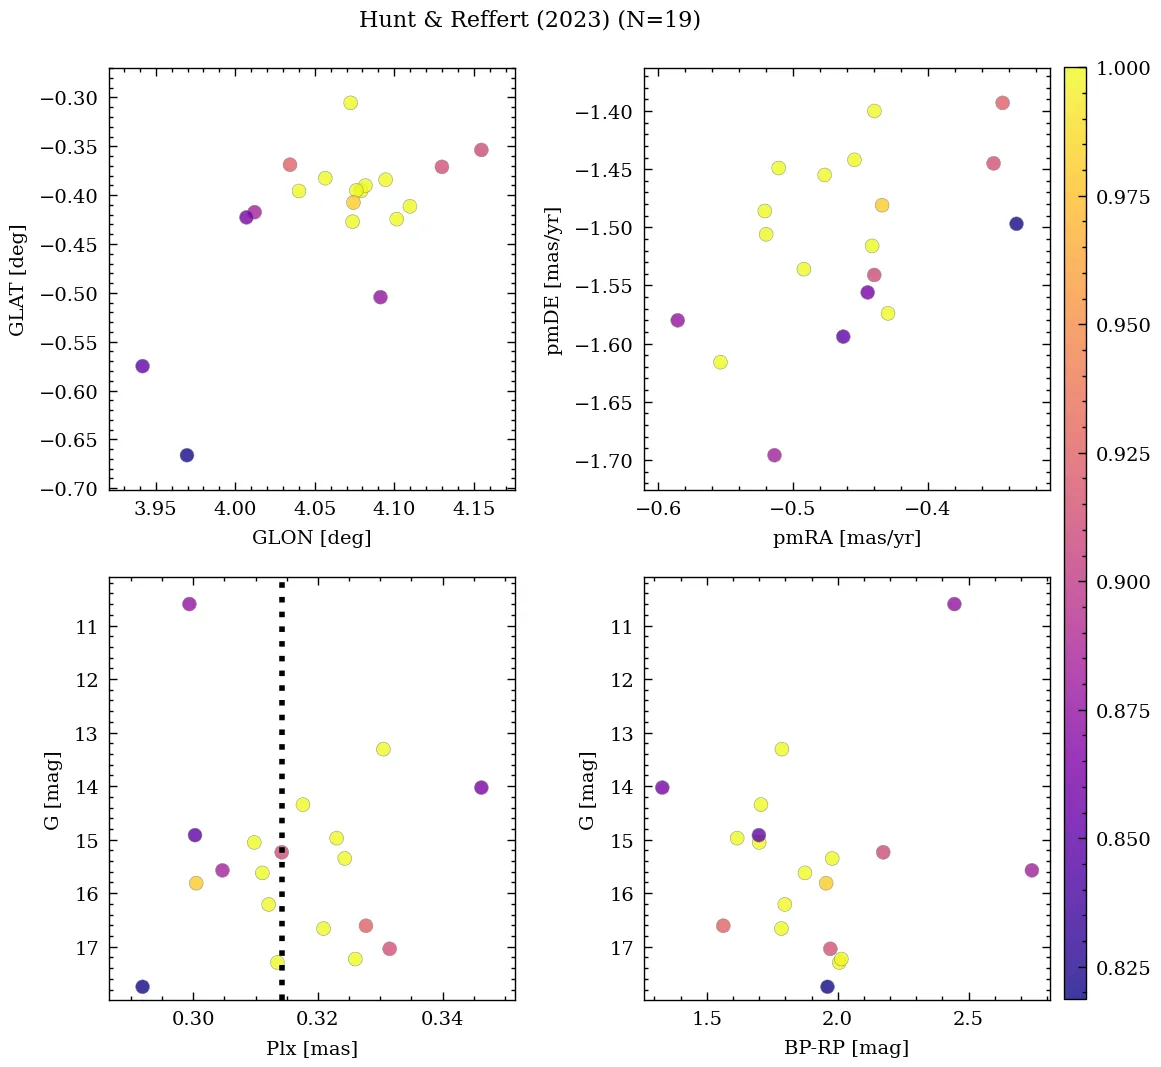 Hunt & Reffert (2023) (N=19)
−0.30
−0.35
−0.40
−0.45
−0.50
−0.55
−0.60
−0.65
−0.70
GLAT [deg]
3.95 4.00 4.05 4.10 4.15
GLON [deg]
−1.40
−1.45
−1.50
−1.55
−1.60
−1.65
−1.70
pmDE [mas/yr]
−0.6 −0.5 −0.4
pmRA [mas/yr]
11
12
13
14
15
16
17
G [mag]
0.30 0.32 0.34
Plx [mas]
11
12
13
14
15
16
17
G [mag]
1.5 2.0 2.5
BP-RP [mag]
1.000
0.975
0.950
0.925
0.900
0.875
0.850
0.825